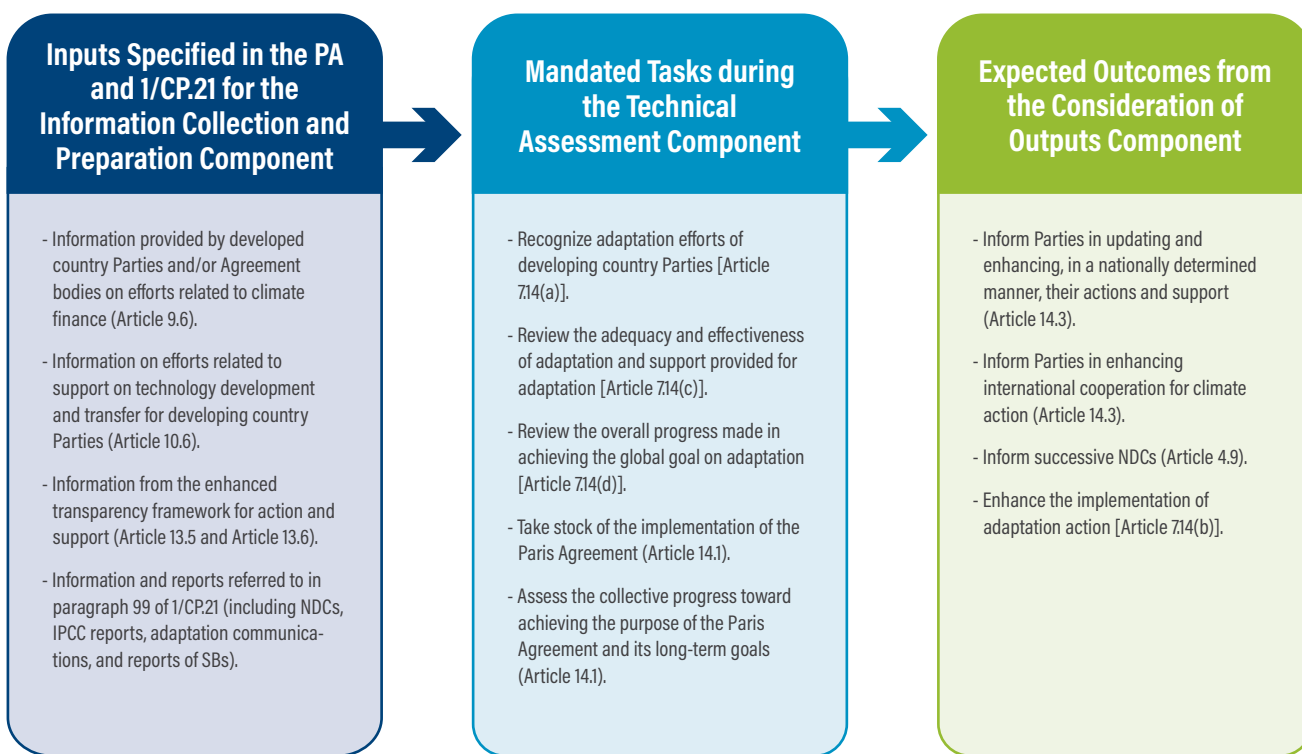 Inputs Specified in the PA
and 1/CP.21 for the
Information Collection and
Preparation Component
- Information provided by developed
country Parties and/or Agreement
bodies on efforts related to climate
finance (Article 9.6).
- Information on efforts related to
support on technology development
and transfer for developing country
Parties (Article 10.6).
- Information from the enhanced
transparency framework for action and
support (Article 13.5 and Article 13.6).
- Information and reports referred to in
paragraph 99 of 1/CP.21 (including NDCs,
IPCC reports, adaptation communica-
tions, and reports of SBs).
Mandated Tasks during
the Technical
Assessment Component
- Recognize adaptation efforts of
developing country Parties [Article
7.14(a)].
- Review the adequacy and effectiveness
of adaptation and support provided for
adaptation [Article 7.14(c)].
- Review the overall progress made in
achieving the global goal on adaptation
[Article 7.14(d)].
- Take stock of the implementation of the
Paris Agreement (Article 14.1).
- Assess the collective progress toward
achieving the purpose of the Paris
Agreement and its long-term goals
(Article 14.1).
Expected Outcomes from
the Consideration of
Outputs Component
- Inform Parties in updating and
enhancing, in a nationally determined
manner, their actions and support
(Article 14.3).
- Inform Parties in enhancing
international cooperation for climate
action (Article 14.3).
- Inform successive NDCs (Article 4.9).
- Enhance the implementation of
adaptation action [Article 7.14(b)].